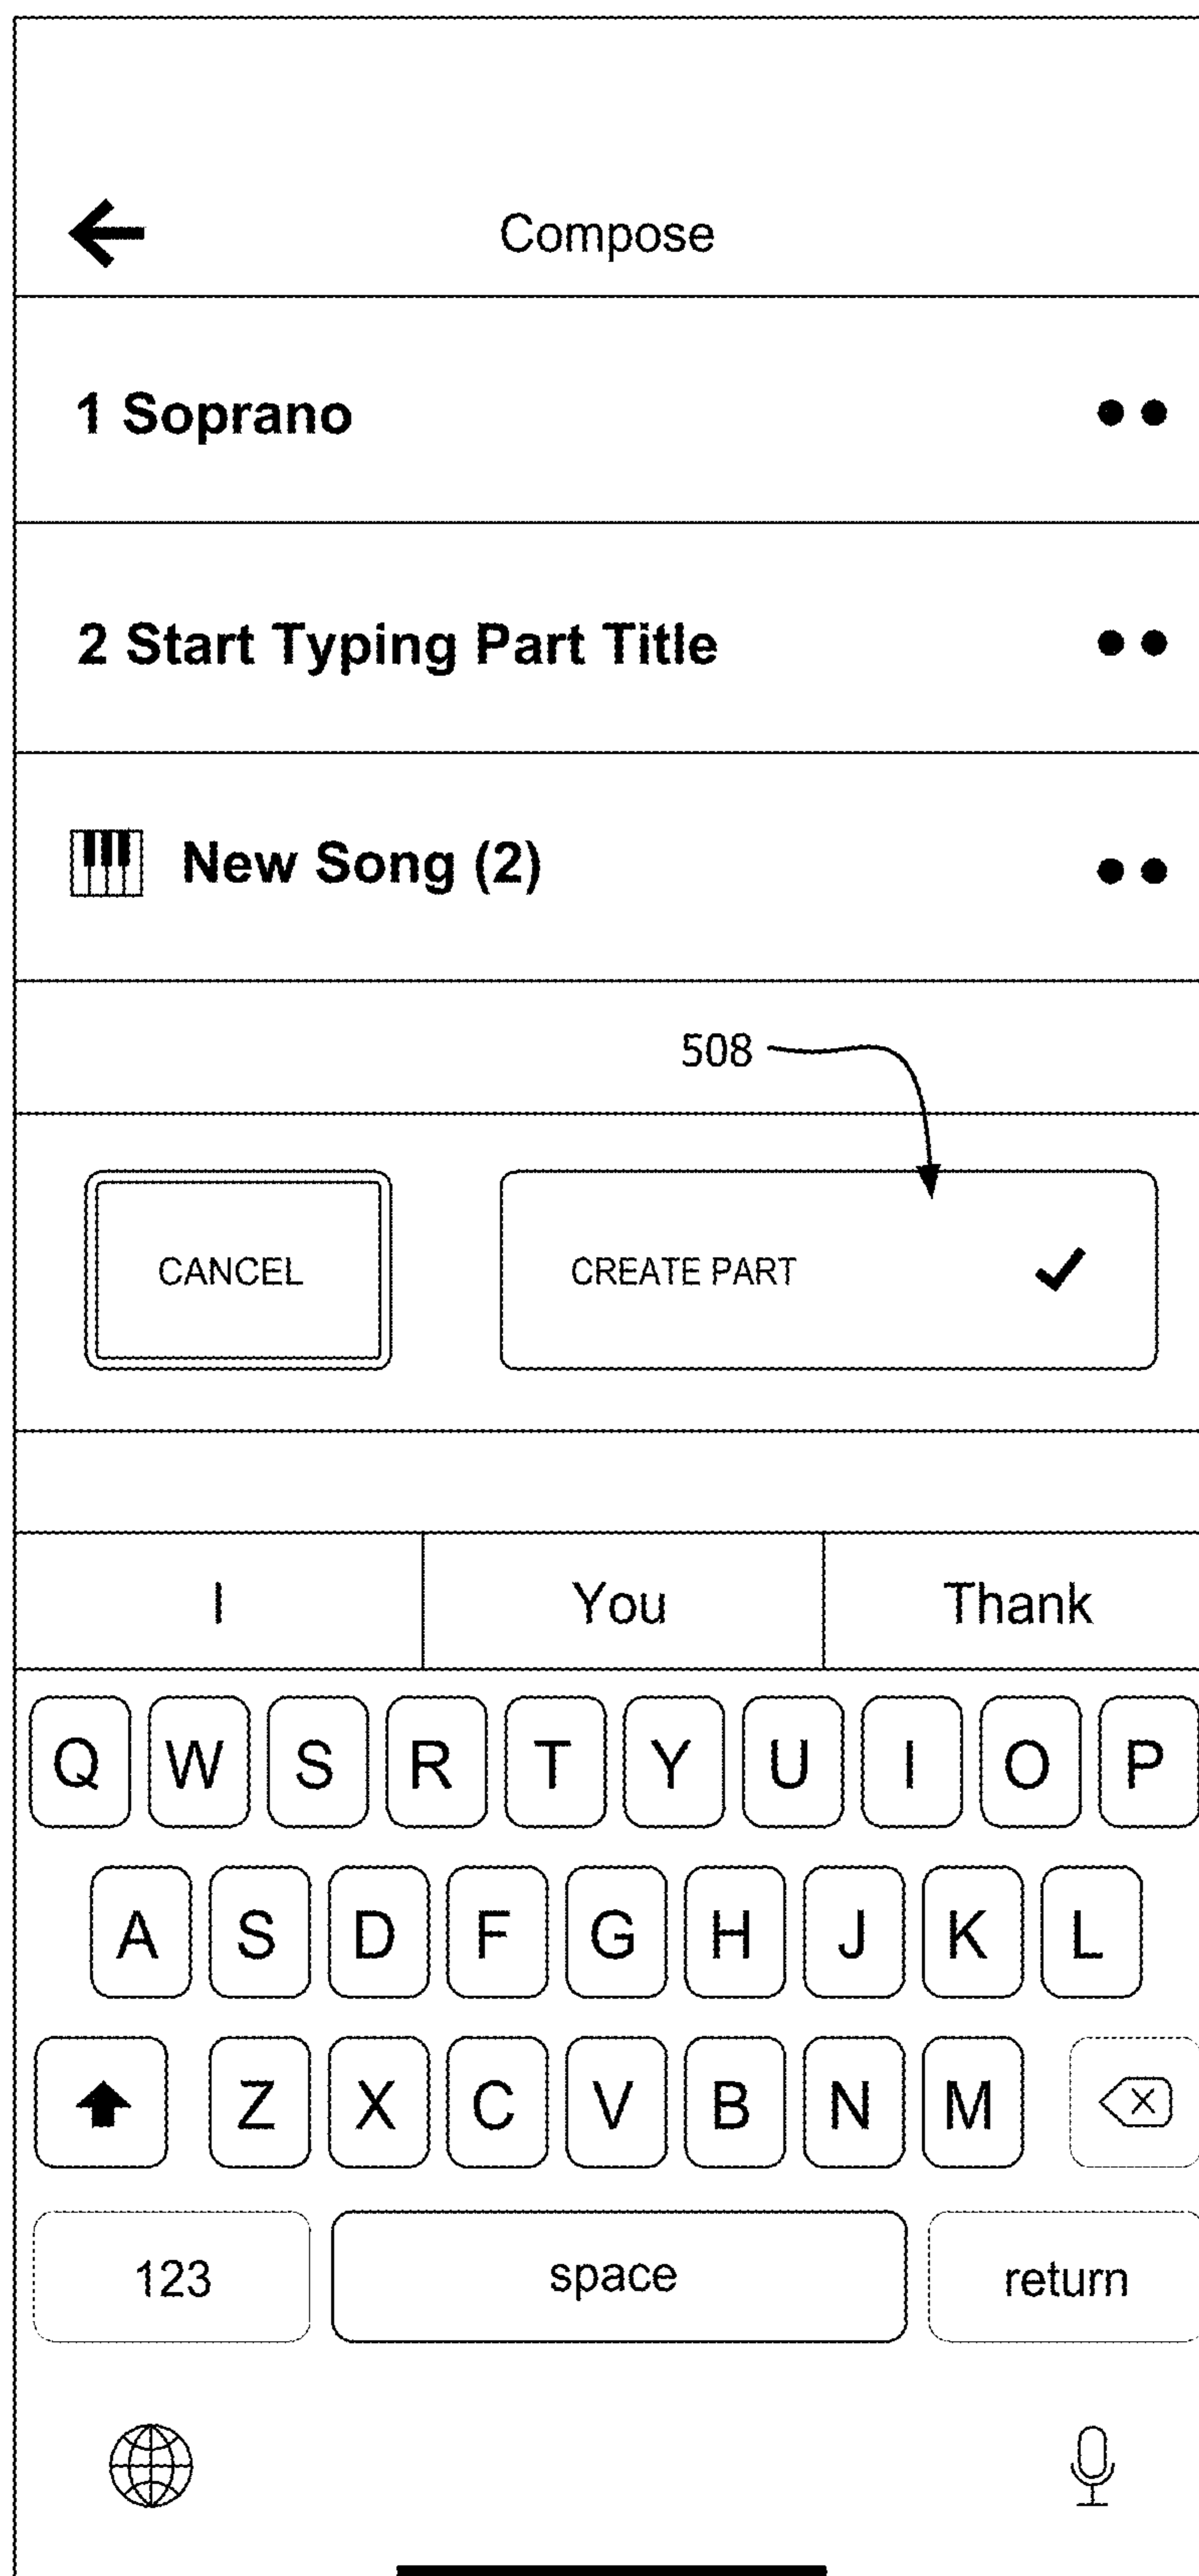 Compose
1 Soprano
2 Start Typing Part Title
New Song (2)
508
CANCEL CREATE PART
I You Thank
Q W S R T Y U I O P
A S D F G H J K L
Z X C V B N M
123 space return